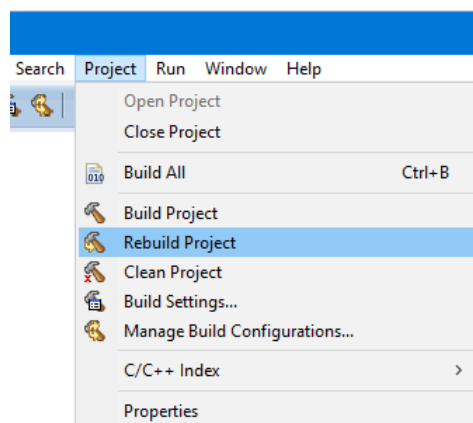 Search Project Run Window Help
Open Project
Close Project
010 Build All Ctrl+B
Build Project
Rebuild Project
Clean Project
Build Settings...
Manage Build Configurations...
C/C++ Index >
Properties